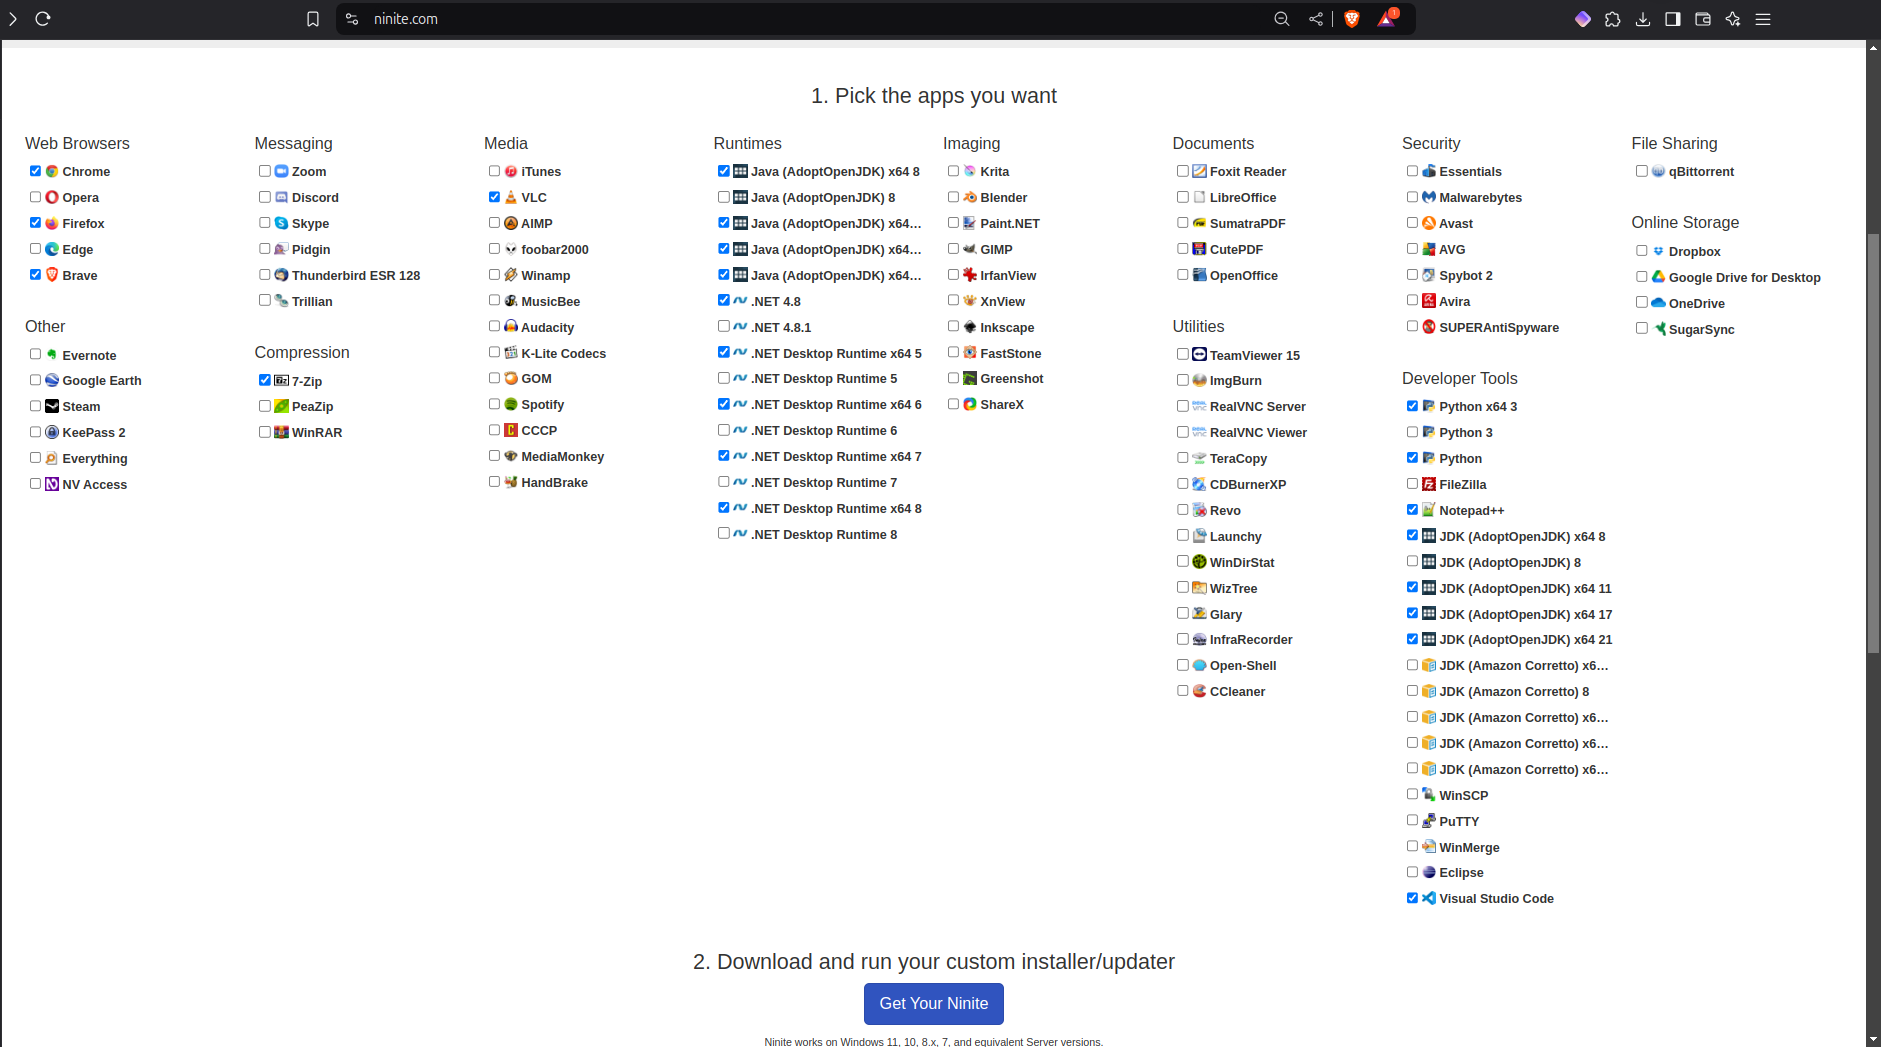 ninite.com
1
1. Pick the apps you want
Web Browsers
Chrome
Opera
Firefox
Edge
Brave
Other
Evernote
Google Earth
Steam
KeePass 2
Everything
NV Access
Messaging
Zoom
Discord
Skype
Pidgin
Thunderbird ESR 128
Trillian
Compression
7-Zip
PeaZip
WinRAR
Media
iTunes
VLC
AIMP
foobar2000
Winamp
MusicBee
Audacity
K-Lite Codecs
GOM
Spotify
CCCP
MediaMonkey
HandBrake
Runtimes
Java (AdoptOpenJDK) x64 8
Java (AdoptOpenJDK) 8
Java (AdoptOpenJDK) x64...
Java (AdoptOpenJDK) x64...
Java (AdoptOpenJDK) x64...
.NET 4.8
.NET 4.8.1
.NET Desktop Runtime x64 5
.NET Desktop Runtime 5
.NET Desktop Runtime x64 6
.NET Desktop Runtime 6
.NET Desktop Runtime x64 7
.NET Desktop Runtime 7
.NET Desktop Runtime x64 8
.NET Desktop Runtime 8
Imaging
Krita
Blender
Paint.NET
GIMP
IrfanView
XnView
Inkscape
FastStone
Greenshot
ShareX
Documents
Foxit Reader
LibreOffice
SumatraPDF
CutePDF
OpenOffice
Utilities
TeamViewer 15
ImgBurn
RealVNC Server
RealVNC Viewer
TeraCopy
CDBurnerXP
Revo
Launchy
WinDirStat
WizTree
Glary
InfraRecorder
Open-Shell
CCleaner
Security
Essentials
Malwarebytes
Avast
AVG
Spybot 2
Avira
SUPERAntiSpyware
Developer Tools
Python x64 3
Python 3
Python
FileZilla
Notepad++
JDK (AdoptOpenJDK) x64 8
JDK (AdoptOpenJDK) 8
JDK (AdoptOpenJDK) x64 11
JDK (AdoptOpenJDK) x64 17
JDK (AdoptOpenJDK) x64 21
JDK (Amazon Corretto) x6...
JDK (Amazon Corretto) 8
JDK (Amazon Corretto) x6...
JDK (Amazon Corretto) x6...
JDK (Amazon Corretto) x6...
WinSCP
PuTTY
WinMerge
Eclipse
Visual Studio Code
File Sharing
qBittorrent
Online Storage
Dropbox
Google Drive for Desktop
OneDrive
SugarSync
2. Download and run your custom installer/updater
Get Your Ninite
Ninite works on Windows 11, 10, 8.x, 7, and equivalent Server versions.